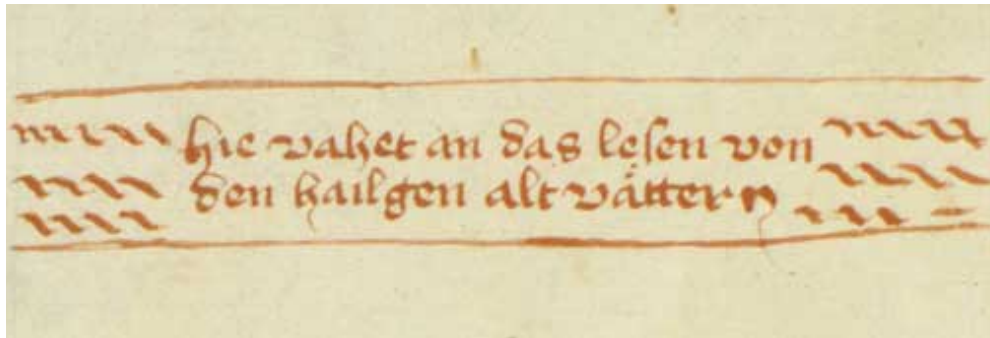 hie vahet an das lesen von
den hailgen alt vättern